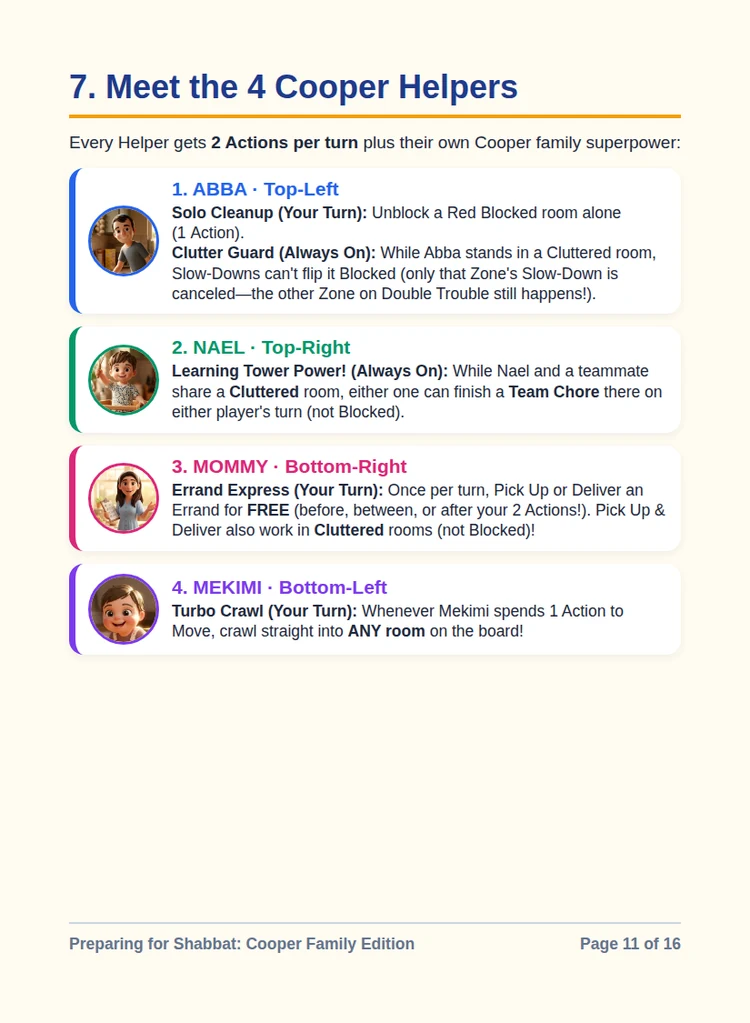 7. Meet the 4 Cooper Helpers
Every Helper gets 2 Actions per turn plus their own Cooper family superpower:
1. ABBA · Top-Left
Solo Cleanup (Your Turn): Unblock a Red Blocked room alone
(1 Action).
Clutter Guard (Always On): While Abba stands in a Cluttered room,
Slow-Downs can't flip it Blocked (only that Zone's Slow-Down is
canceled—the other Zone on Double Trouble still happens!).
2. NAEL · Top-Right
Learning Tower Power! (Always On): While Nael and a teammate
share a Cluttered room, either one can finish a Team Chore there on
either player's turn (not Blocked).
3. MOMMY · Bottom-Right
Errand Express (Your Turn): Once per turn, Pick Up or Deliver an
Errand for FREE (before, between, or after your 2 Actions!). Pick Up &
Deliver also work in Cluttered rooms (not Blocked)!
4. MEKIMI · Bottom-Left
Turbo Crawl (Your Turn): Whenever Mekimi spends 1 Action to
Move, crawl straight into ANY room on the board!
Preparing for Shabbat: Cooper Family Edition
Page 11 of 16